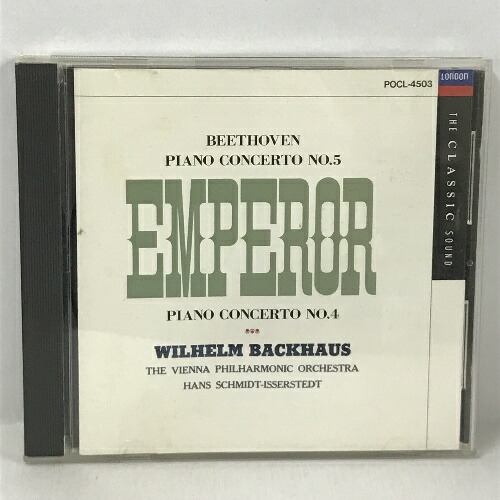 POCL-4503
LONDON
THE CLASSIC SOUND
BEETHOVEN
PIANO CONCERTO NO.5
EMPEROR
PIANO CONCERTO NO.4
WILHELM BACKHAUS
THE VIENNA PHILHARMONIC ORCHESTRA
HANS SCHMIDT-ISSERSTEDT